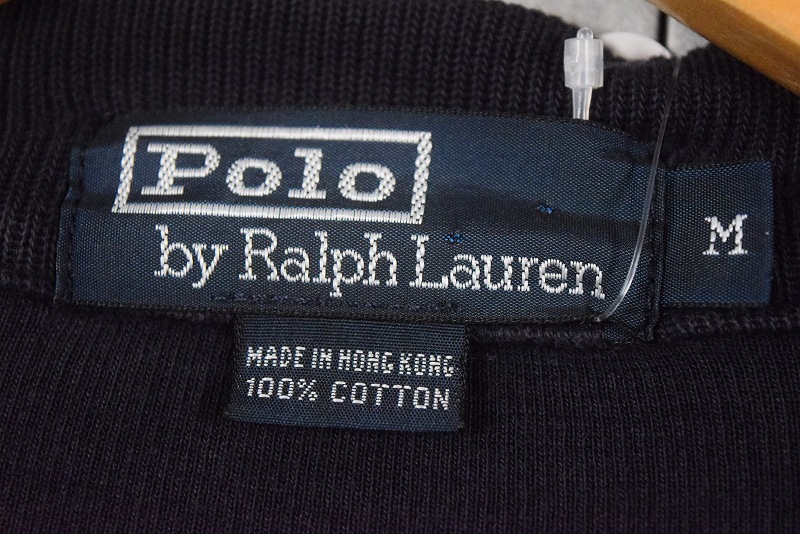 Polo
by Ralph Lauren
M
MADE IN HONG KONG
100% COTTON